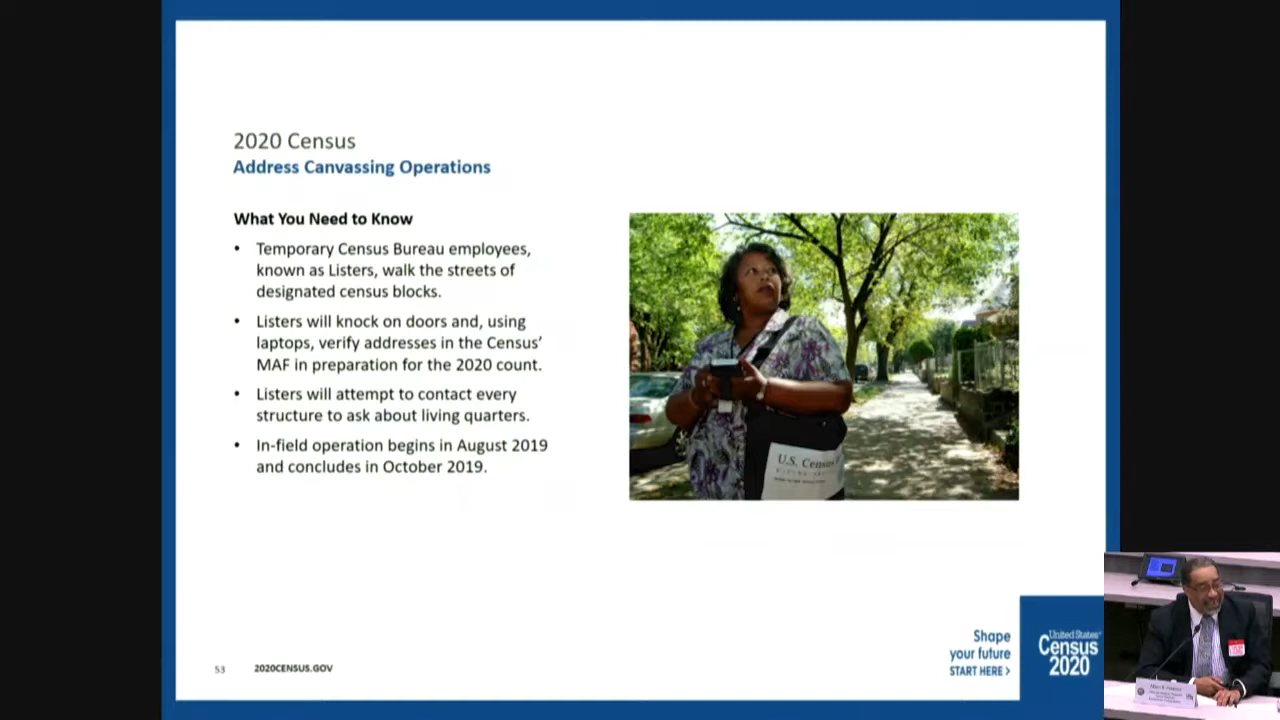 2020 Census
Address Canvassing Operations
What You Need to Know
• Temporary Census Bureau employees,
known as Listers, walk the streets of
designated census blocks.
• Listers will knock on doors and, using
laptops, verify addresses in the Census’
MAF in preparation for the 2020 count.
• Listers will attempt to contact every
structure to ask about living quarters.
• In-field operation begins in August 2019
and concludes in October 2019.
U.S. Census
53
2020CENSUS.GOV
Shape
your future
START HERE >
United States®
Census
2020